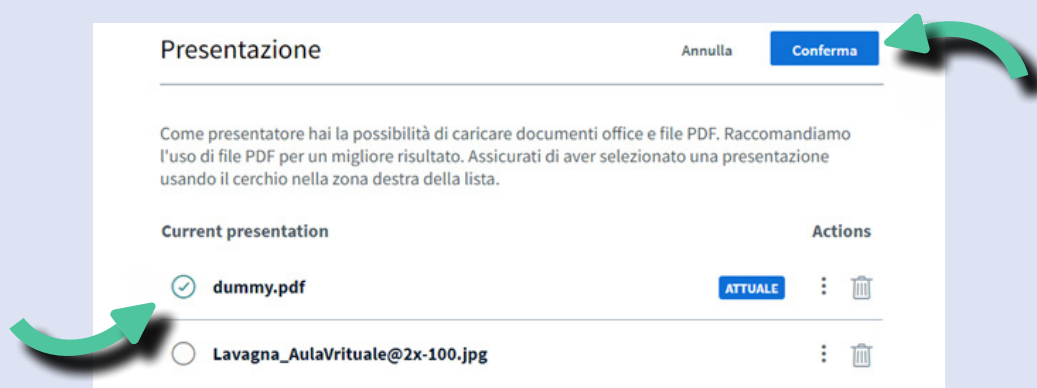 Presentazione Annulla Conferma
Come presentatore hai la possibilità di caricare documenti office e file PDF. Raccomandiamo
l'uso di file PDF per un migliore risultato. Assicurati di aver selezionato una presentazione
usando il cerchio nella zona destra della lista.
Current presentation Actions
dummy.pdf ATTUALE
Lavagna_AulaVrituale@2x-100.jpg